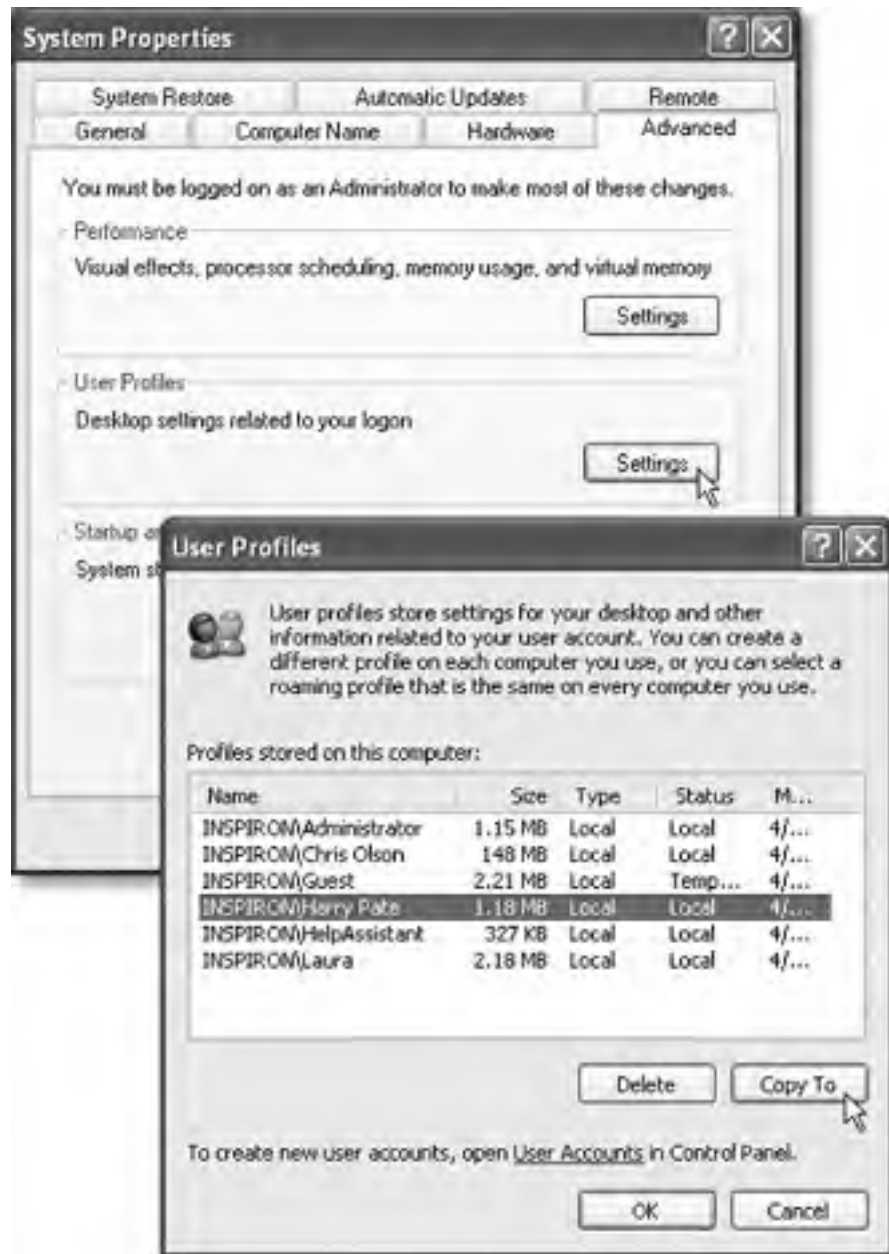 System Properties
System Restore Automatic Updates Remote
General Computer Name Hardware Advanced
You must be logged on as an Administrator to make most of these changes.
Performance
Visual effects, processor scheduling, memory usage, and virtual memory
Settings
User Profiles
Desktop settings related to your logon
Settings
Startup a
System st
User Profiles
User profiles store settings for your desktop and other
information related to your user account. You can create a
different profile on each computer you use, or you can select a
roaming profile that is the same on every computer you use.
Profiles stored on this computer:
Name Size Type Status M...
INSPIRON\Administrator 1.15 MB Local Local 4/...
INSPIRON\Chris Olson 148 MB Local Local 4/...
INSPIRON\Guest 2.21 MB Local Temp... 4/...
INSPIRON\Harry Pate 1.18 MB Local Local 4/...
INSPIRON\HelpAssistant 327 KB Local Local 4/...
INSPIRON\Laura 2.18 MB Local Local 4/...
Delete Copy To
To create new user accounts, open User Accounts in Control Panel.
OK Cancel